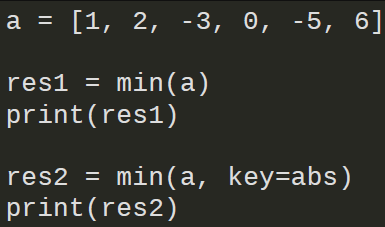 a = [1, 2, -3, 0, -5, 6]
res1 = min(a)
print(res1)
res2 = min(a, key=abs)
print(res2)